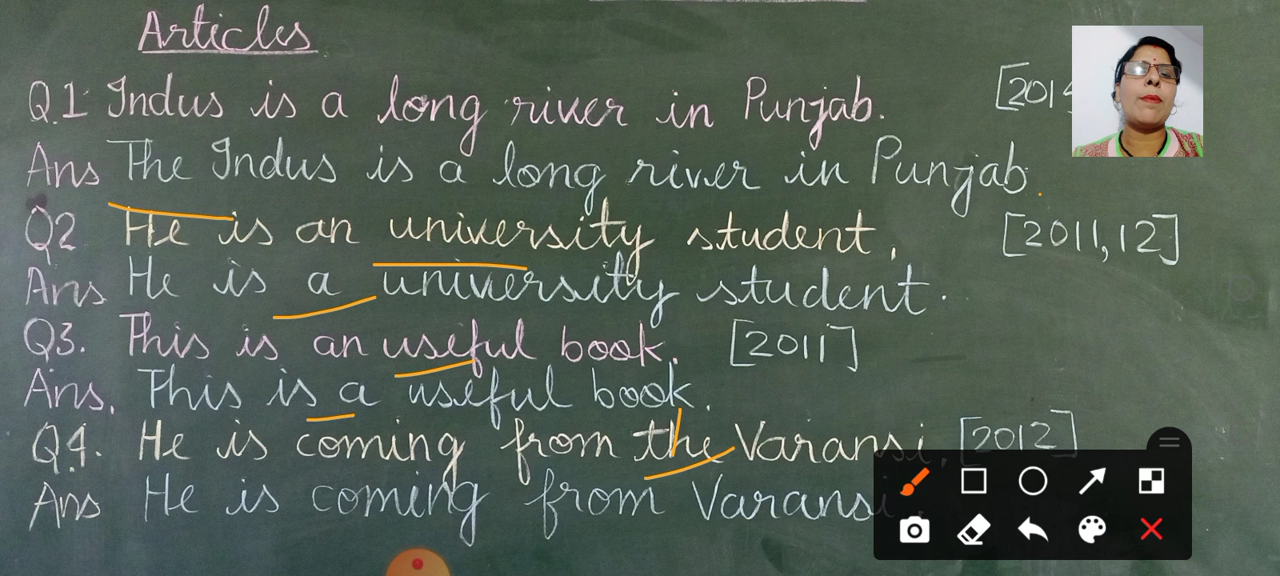 Articles
Q.1 Indus is a long river in Punjab.
Ans The Indus is a long river in Punjab.
Q2 He is an university student, [2011,12]
Ans He is a university student.
Q3. This is an useful book. [2011]
Ans. This is a useful book.
Q4. He is coming from the Varansi. [2012]
Ans He is coming from Varansi